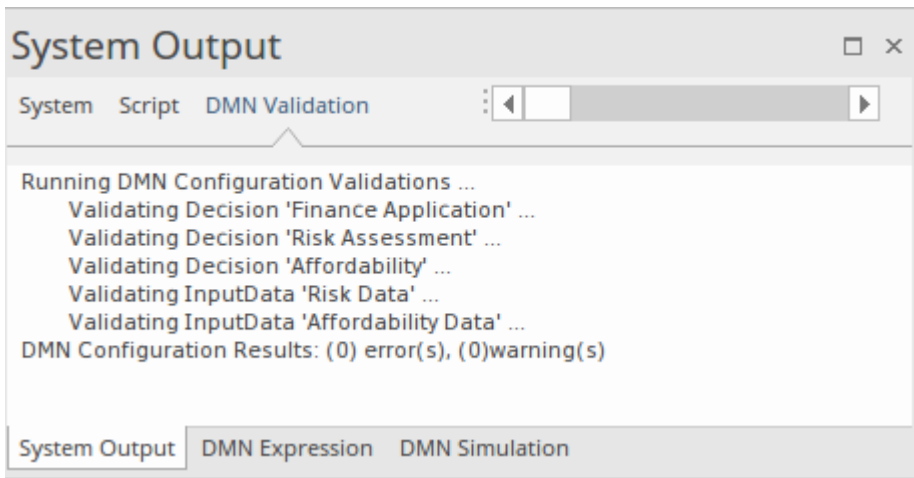 System Output
System Script DMN Validation
Running DMN Configuration Validations ...
Validating Decision 'Finance Application' ...
Validating Decision 'Risk Assessment' ...
Validating Decision 'Affordability' ...
Validating InputData 'Risk Data' ...
Validating InputData 'Affordability Data' ...
DMN Configuration Results: (0) error(s), (0)warning(s)
System Output DMN Expression DMN Simulation